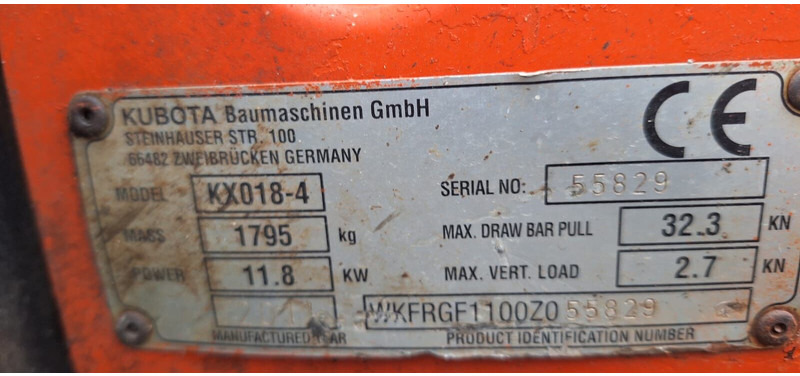 KUBOTA Baumaschinen GmbH
STEINHAUSER STR. 100
66482 ZWEIBRÜCKEN GERMANY
CE
MODEL KX018-4 SERIAL NO: 55829
MASS 1795 kg MAX. DRAW BAR PULL 32.3 KN
POWER 11.8 KW MAX. VERT. LOAD 2.7 KN
WKFRGF1100Z055829
MANUFACTURED PRODUCT IDENTIFICATION NUMBER